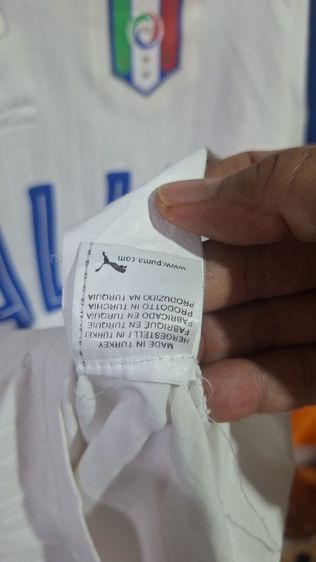 MADE IN TURKEY
HERGESTELLT IN TURKEI
FABRIQUE EN TURQUIE
FABRICADO EN TURQUIA
PRODOTTO IN TURCHIA
PRODUZIDO NA TURQUIA
www.puma.com